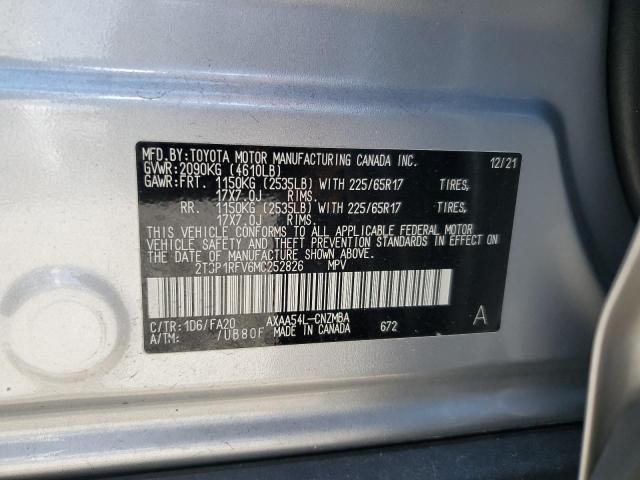 MFD.BY:TOYOTA MOTOR MANUFACTURING CANADA INC. 12/21
GVWR:2090KG (4610LB)
GAWR:FRT. 1150KG (2535LB) WITH 225/65R17 TIRES,
17X7.0J RIMS.
RR. 1150KG (2535LB) WITH 225/65R17 TIRES,
17X7.0J RIMS.
THIS VEHICLE CONFORMS TO ALL APPLICABLE FEDERAL MOTOR
VEHICLE SAFETY AND THEFT PREVENTION STANDARDS IN EFFECT ON
THE DATE OF MANUFACTURE SHOWN ABOVE.
2T3P1RFV6MC252826 MPV
C/TR:1D6/FA20 AXAA54L-CNZMBA A
A/TM: /UB80F MADE IN CANADA 672